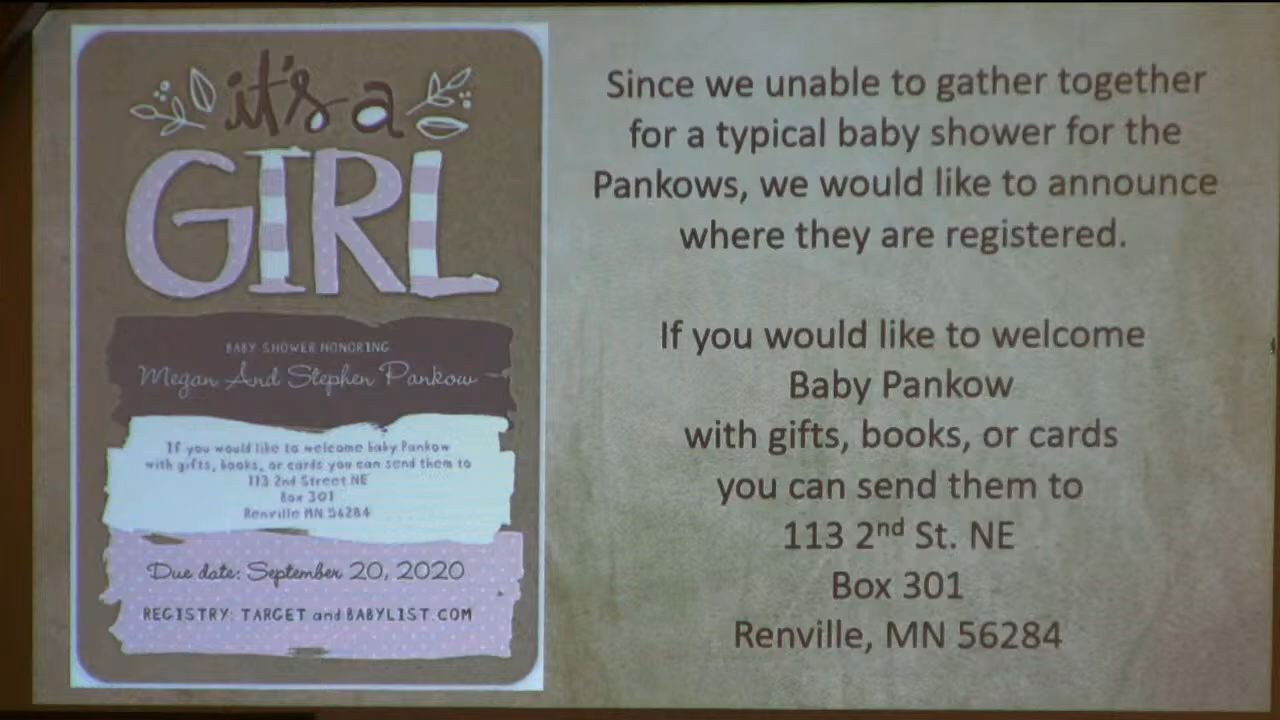 it's a
GIRL
BABY SHOWER HONORING
Megan And Stephen Pankow
If you would like to welcome baby Pankow
with gifts, books, or cards you can send them to
113 2nd Street NE
Box 301
Renville MN 56284
Due date: September 20, 2020
REGISTRY: TARGET and BABYLIST.COM
Since we unable to gather together
for a typical baby shower for the
Pankows, we would like to announce
where they are registered.
If you would like to welcome
Baby Pankow
with gifts, books, or cards
you can send them to
113 2nd St. NE
Box 301
Renville, MN 56284